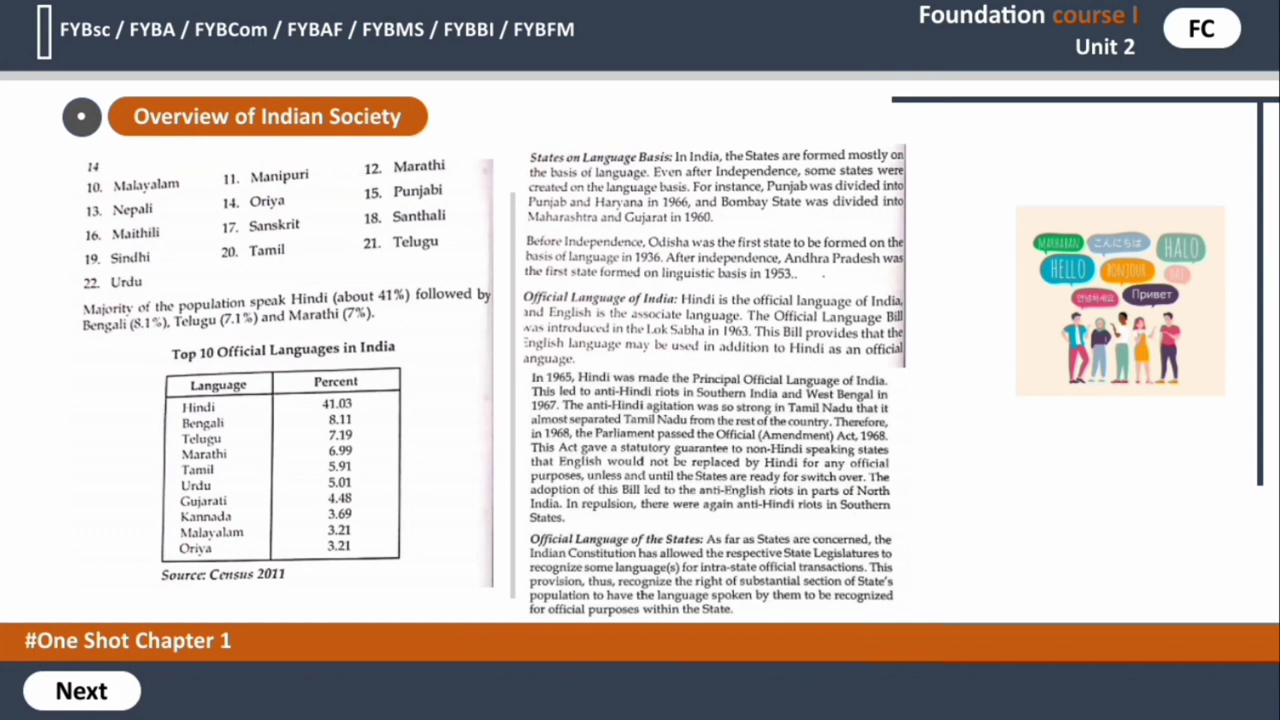 FYBsc / FYBA / FYBCom / FYBAF / FYBMS / FYBBI / FYBFM
Foundation course I
Unit 2
FC
Overview of Indian Society
14
10. Malayalam 11. Manipuri 12. Marathi
13. Nepali 14. Oriya 15. Punjabi
16. Maithili 17. Sanskrit 18. Santhali
19. Sindhi 20. Tamil 21. Telugu
22. Urdu
Majority of the population speak Hindi (about 41%) followed by
Bengali (8.1%), Telugu (7.1%) and Marathi (7%).
Top 10 Official Languages in India
Language Percent
Hindi 41.03
Bengali 8.11
Telugu 7.19
Marathi 6.99
Tamil 5.91
Urdu 5.01
Gujarati 4.48
Kannada 3.69
Malayalam 3.21
Oriya 3.21
Source: Census 2011
States on Language Basis: In India, the States are formed mostly on
the basis of language. Even after Independence, some states were
created on the language basis. For instance, Punjab was divided into
Punjab and Haryana in 1966, and Bombay State was divided into
Maharashtra and Gujarat in 1960.
Before Independence, Odisha was the first state to be formed on the
basis of language in 1936. After independence, Andhra Pradesh was
the first state formed on linguistic basis in 1953..
Official Language of India: Hindi is the official language of India,
and English is the associate language. The Official Language Bill
was introduced in the Lok Sabha in 1963. This Bill provides that the
English language may be used in addition to Hindi as an official
anguage.
In 1965, Hindi was made the Principal Official Language of India.
This led to anti-Hindi riots in Southern India and West Bengal in
1967. The anti-Hindi agitation was so strong in Tamil Nadu that it
almost separated Tamil Nadu from the rest of the country. Therefore,
in 1968, the Parliament passed the Official (Amendment) Act, 1968.
This Act gave a statutory guarantee to non-Hindi speaking states
that English would not be replaced by Hindi for any official
purposes, unless and until the States are ready for switch over. The
adoption of this Bill led to the anti-English riots in parts of North
India. In repulsion, there were again anti-Hindi riots in Southern
States.
Official Language of the States: As far as States are concerned, the
Indian Constitution has allowed the respective State Legislatures to
recognize some language(s) for intra-state official transactions. This
provision, thus, recognize the right of substantial section of State's
population to have the language spoken by them to be recognized
for official purposes within the State.
こんにちは
HALO
HELLO
BONJOUR
안녕하세요
Привет
#One Shot Chapter 1
Next